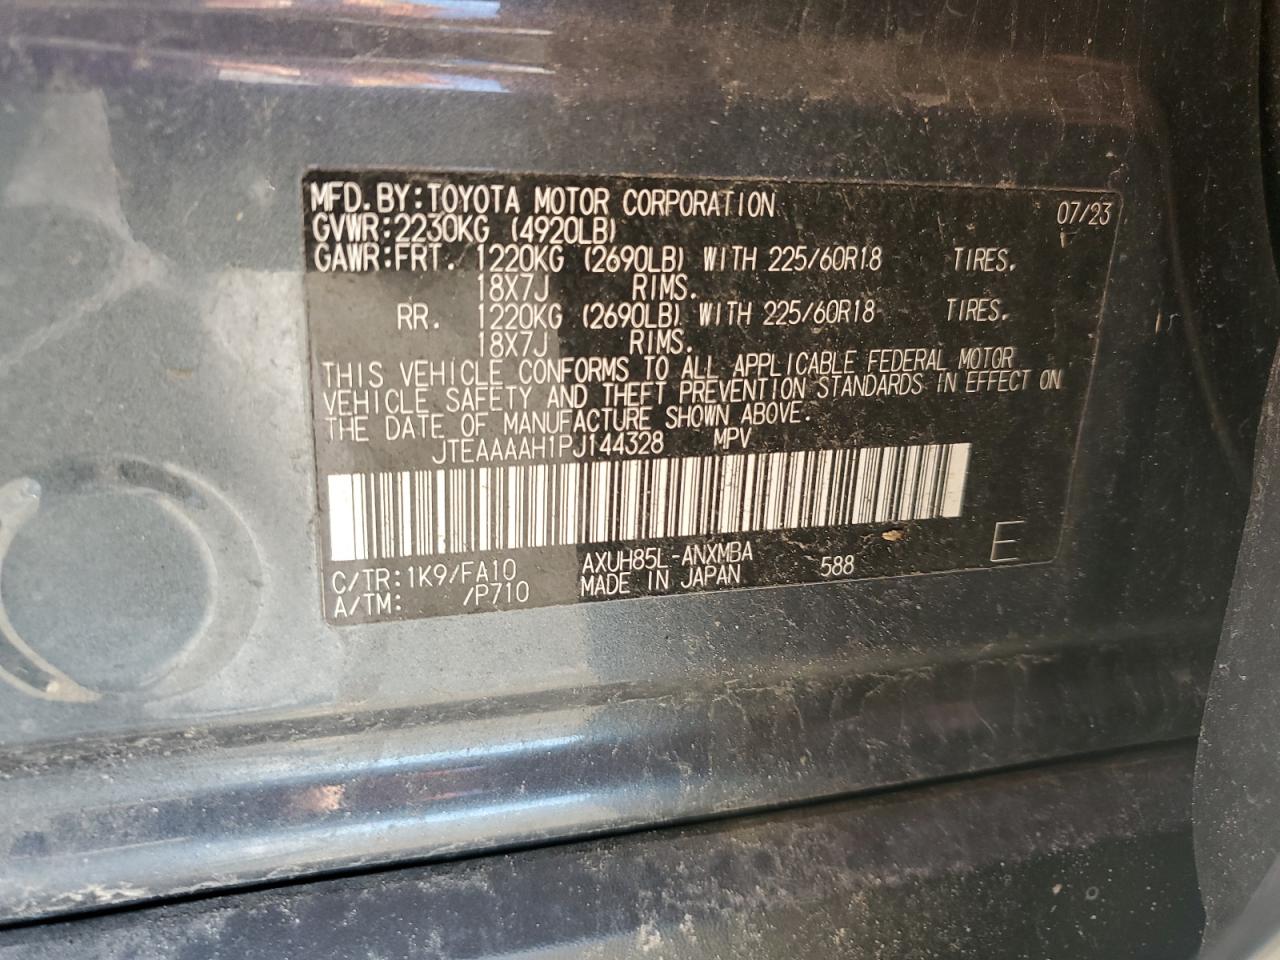 MFD.BY:TOYOTA MOTOR CORPORATION 07/23
GVWR:2230KG (4920LB)
GAWR:FRT. 1220KG (2690LB) WITH 225/60R18 TIRES.
18X7J RIMS.
RR. 1220KG (2690LB) WITH 225/60R18 TIRES.
18X7J RIMS.
THIS VEHICLE CONFORMS TO ALL APPLICABLE FEDERAL MOTOR
VEHICLE SAFETY AND THEFT PREVENTION STANDARDS IN EFFECT ON
THE DATE OF MANUFACTURE SHOWN ABOVE.
JTEAAAAH1PJ144328 MPV
C/TR:1K9/FA10 AXUH85L-ANXMBA 588 E
A/TM: /P710 MADE IN JAPAN